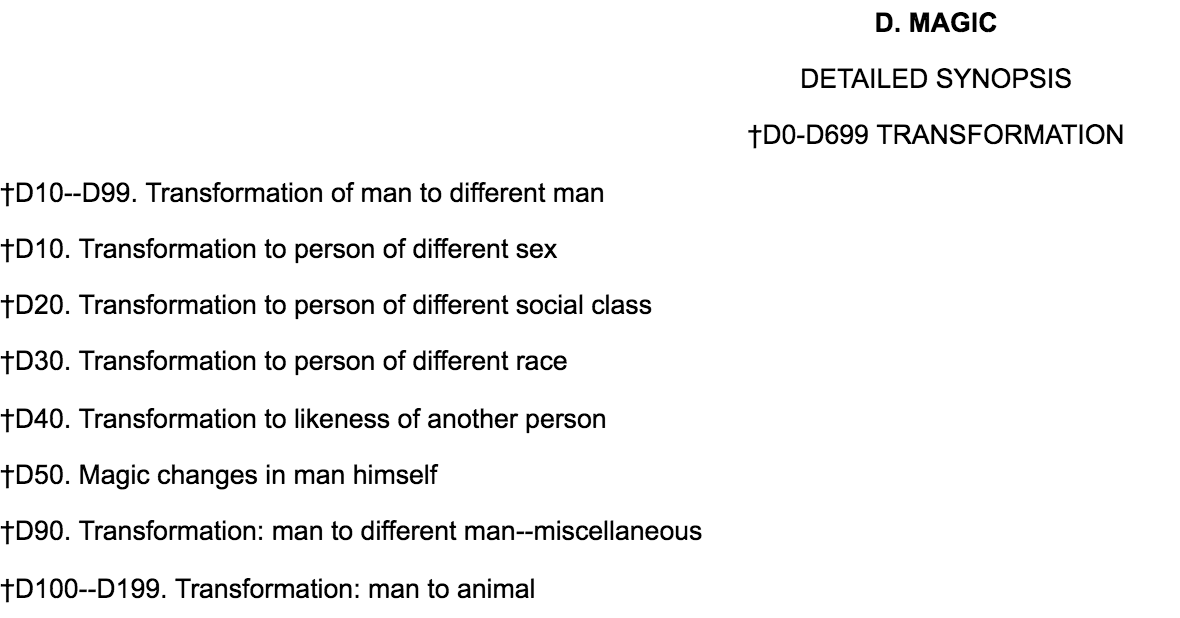 D. MAGIC
DETAILED SYNOPSIS
†D0-D699 TRANSFORMATION
†D10--D99. Transformation of man to different man
†D10. Transformation to person of different sex
†D20. Transformation to person of different social class
†D30. Transformation to person of different race
†D40. Transformation to likeness of another person
†D50. Magic changes in man himself
†D90. Transformation: man to different man--miscellaneous
†D100--D199. Transformation: man to animal